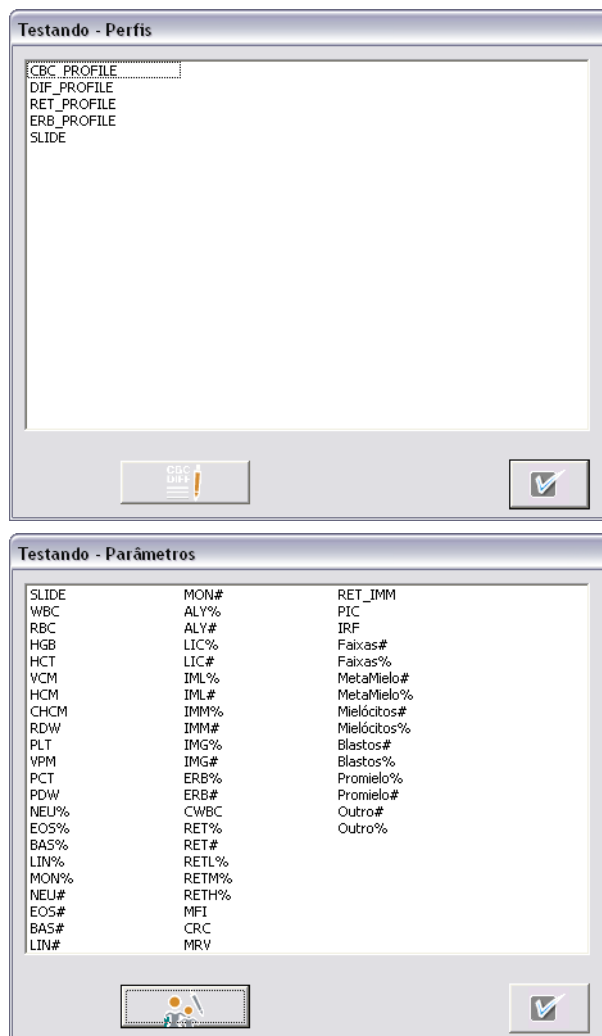 Testando - Perfis
CBC_PROFILE
DIF_PROFILE
RET_PROFILE
ERB_PROFILE
SLIDE
CBC
DIFF
Testando - Parâmetros
SLIDE
WBC
RBC
HGB
HCT
VCM
HCM
CHCM
RDW
PLT
VPM
PCT
PDW
NEU%
EOS%
BAS%
LIN%
MON%
NEU#
EOS#
BAS#
LIN#
MON#
ALY%
ALY#
LIC%
LIC#
IML%
IML#
IMM%
IMM#
IMG%
IMG#
ERB%
ERB#
CWBC
RET%
RET#
RETL%
RETM%
RETH%
MFI
CRC
MRV
RET_IMM
PIC
IRF
Faixas#
Faixas%
MetaMielo#
MetaMielo%
Mielócitos#
Mielócitos%
Blastos#
Blastos%
Promielo%
Promielo#
Outro#
Outro%